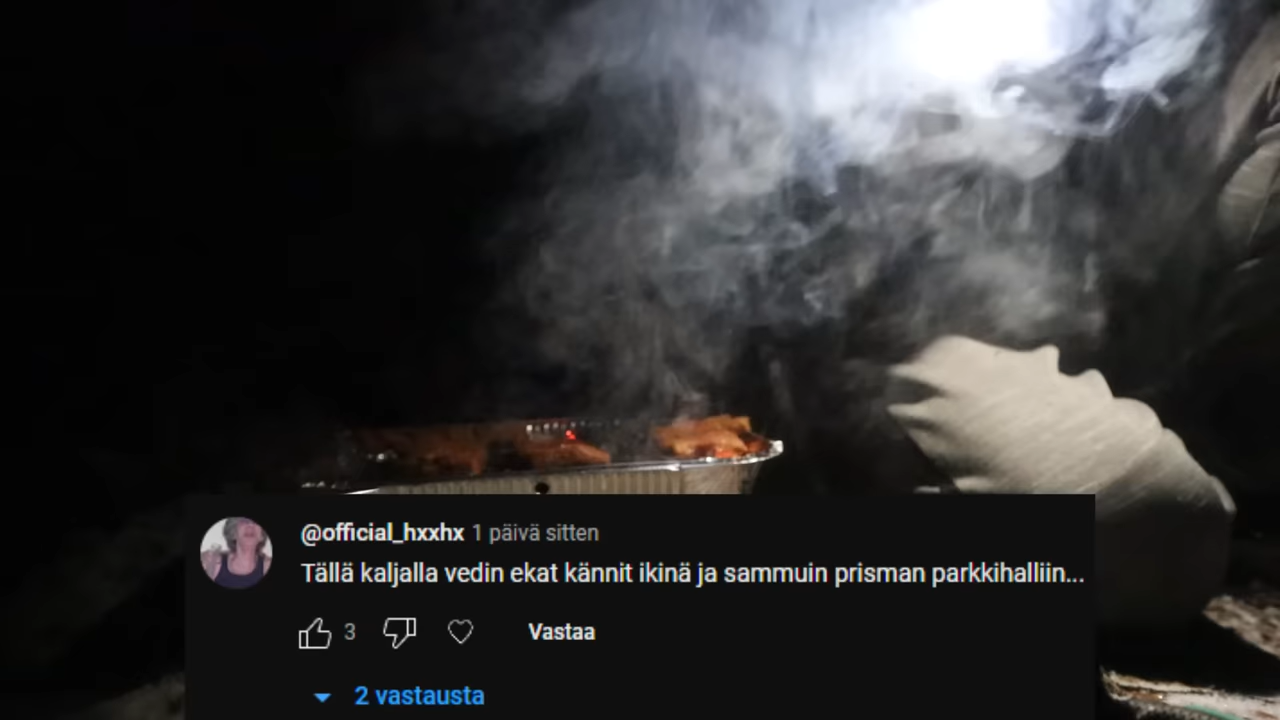 @official_hxxhx 1 päivä sitten
Tällä kaljalla vedin ekat kännit ikinä ja sammuin prisman parkkihalliin...
3
Vastaa
2 vastausta